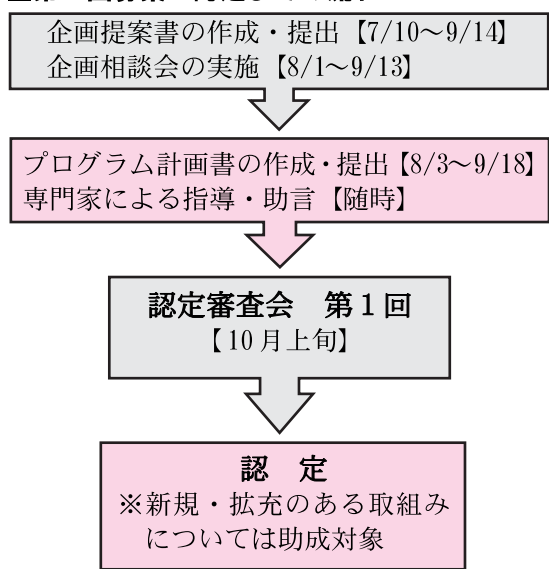 企画提案書の作成・提出【7/10～9/14】
企画相談会の実施【8/1～9/13】
プログラム計画書の作成・提出【8/3～9/18】
専門家による指導・助言【随時】
認定審査会　第１回
【10月上旬】
認　定
※新規・拡充のある取組み
については助成対象